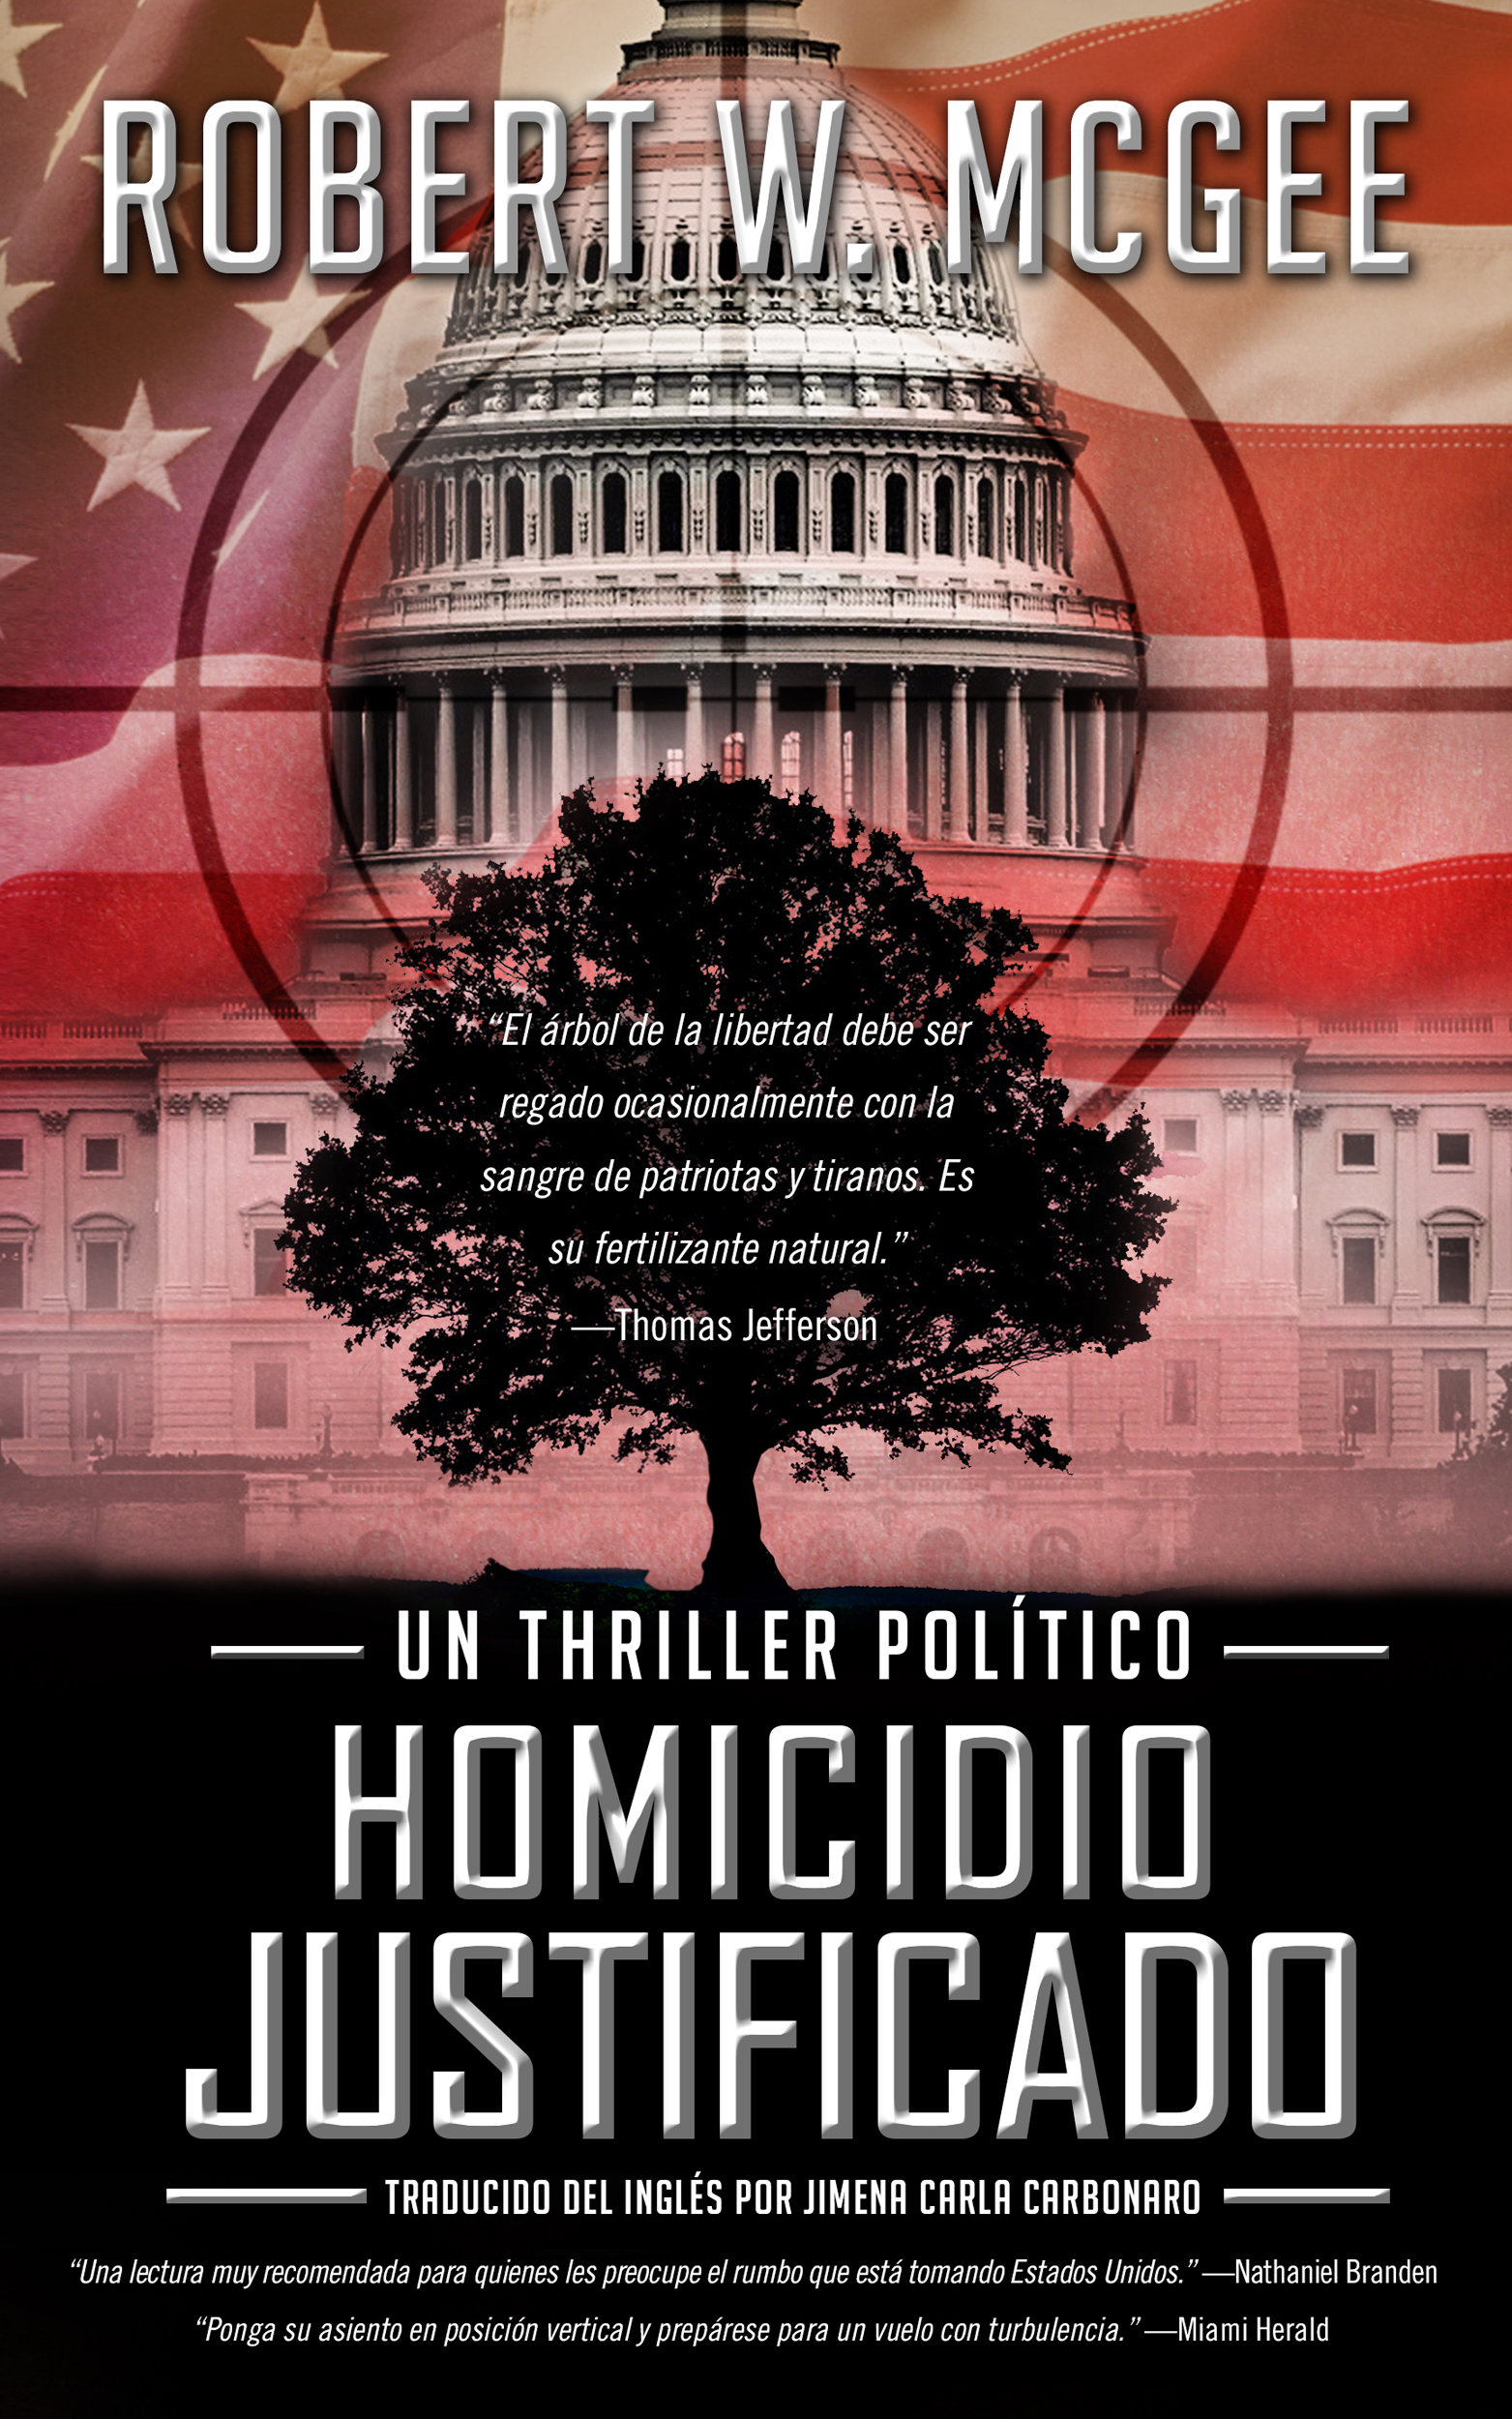 ROBERT W. MCGEE
“El árbol de la libertad debe ser
regado ocasionalmente con la
sangre de patriotas y tiranos. Es
su fertilizante natural.”
—Thomas Jefferson
UN THRILLER POLÍTICO
HOMICIDIO
JUSTIFICADO
TRADUCIDO DEL INGLÉS POR JIMENA CARLA CARBONARO
“Una lectura muy recomendada para quienes les preocupe el rumbo que está tomando Estados Unidos.” —Nathaniel Branden
“Ponga su asiento en posición vertical y prepárese para un vuelo con turbulencia.” —Miami Herald